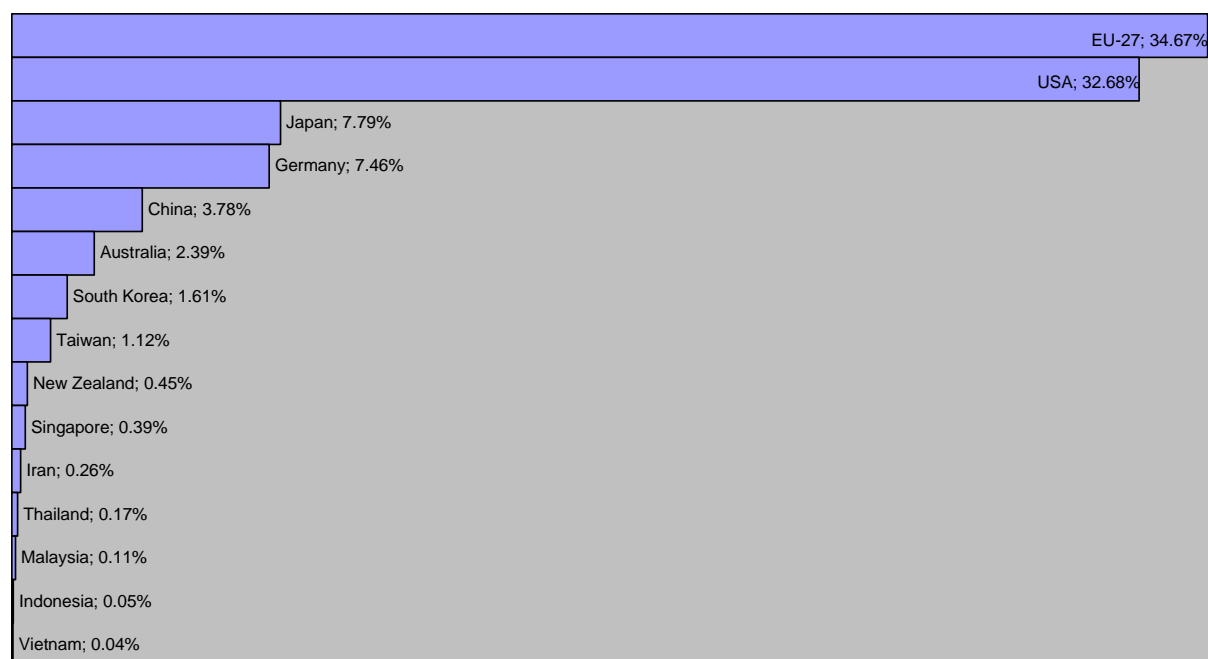 EU-27; 34.67%
USA; 32.68%
Japan; 7.79%
Germany; 7.46%
China; 3.78%
Australia; 2.39%
South Korea; 1.61%
Taiwan; 1.12%
New Zealand; 0.45%
Singapore; 0.39%
Iran; 0.26%
Thailand; 0.17%
Malaysia; 0.11%
Indonesia; 0.05%
Vietnam; 0.04%